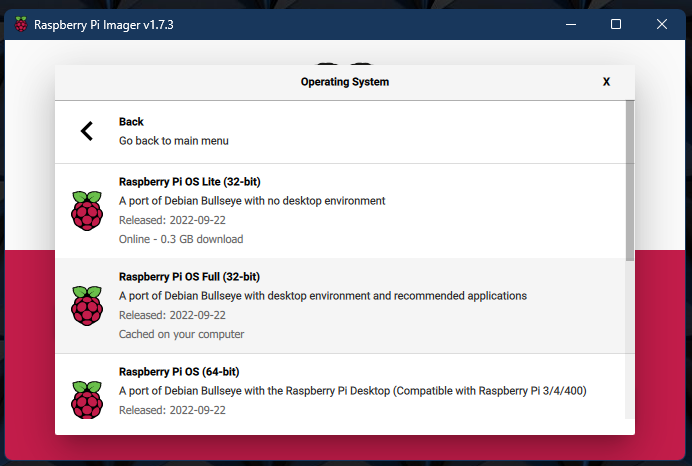 Raspberry Pi Imager v1.7.3
Operating System
X
Back
Go back to main menu
Raspberry Pi OS Lite (32-bit)
A port of Debian Bullseye with no desktop environment
Released: 2022-09-22
Online - 0.3 GB download
Raspberry Pi OS Full (32-bit)
A port of Debian Bullseye with desktop environment and recommended applications
Released: 2022-09-22
Cached on your computer
Raspberry Pi OS (64-bit)
A port of Debian Bullseye with the Raspberry Pi Desktop (Compatible with Raspberry Pi 3/4/400)
Released: 2022-09-22